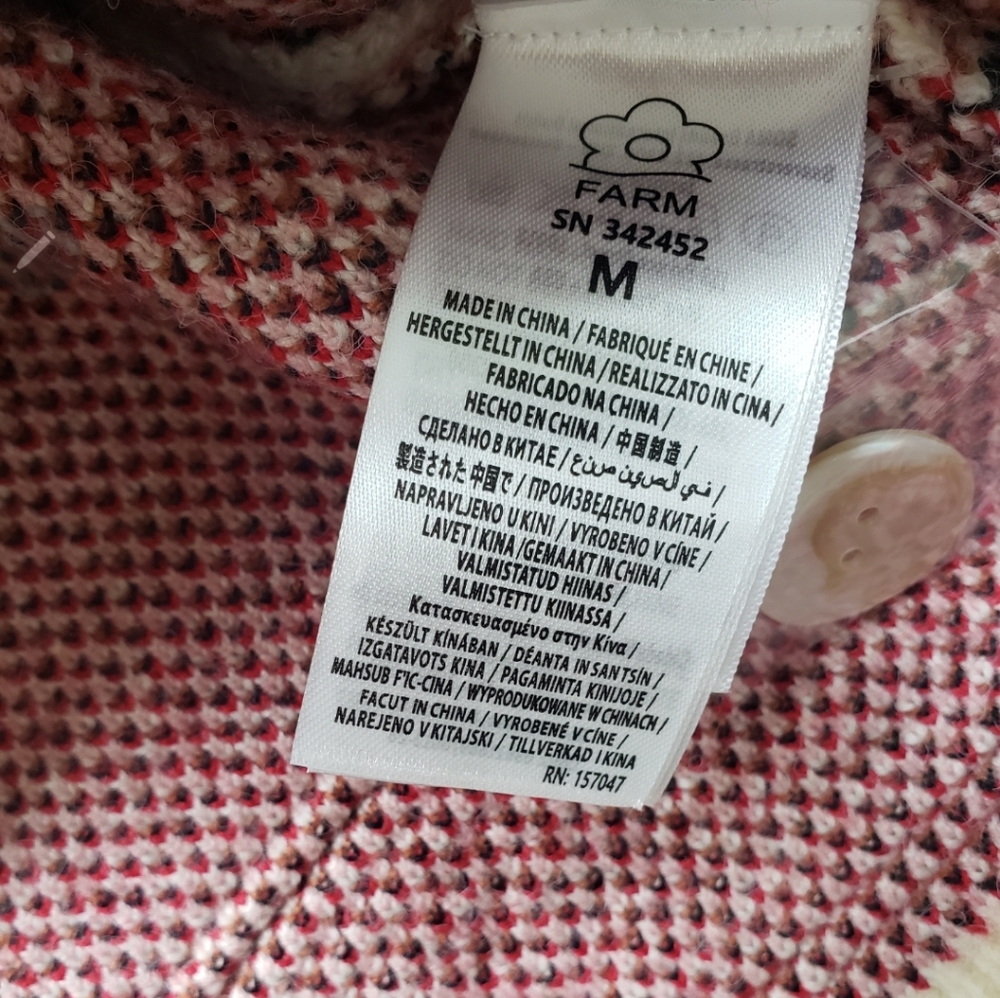 FARM
SN 342452
M
MADE IN CHINA / FABRIQUÉ EN CHINE /
HERGESTELLT IN CHINA / REALIZZATO IN CINA /
FABRICADO NA CHINA /
HECHO EN CHINA / 中国制造 /
СДЕЛАНО В КИТАЕ / صنع في الصين /
製造された中国で / ПРОИЗВЕДЕНО В КИТАЙ /
NAPRAVLJENO U KINI / VYROBENO V CÍNE /
LAVET I KINA /GEMAAKT IN CHINA /
VALMISTATUD HIINAS /
VALMISTETTU KIINASSA /
Κατασκευασμένο στην Κίνα /
KÉSZÜLT KÍNÁBAN / DÉANTA IN SANTSÍN /
IZGATAVOTS KINA / PAGAMINTA KINIJOJE /
MAHSUB F'IC-CINA / WYPRODUKOWANE W CHINACH /
FACUT IN CHINA / VYROBENÉ V CÍNE /
NAREJENO V KITAJSKI / TILLVERKAD I KINA
RN: 157047